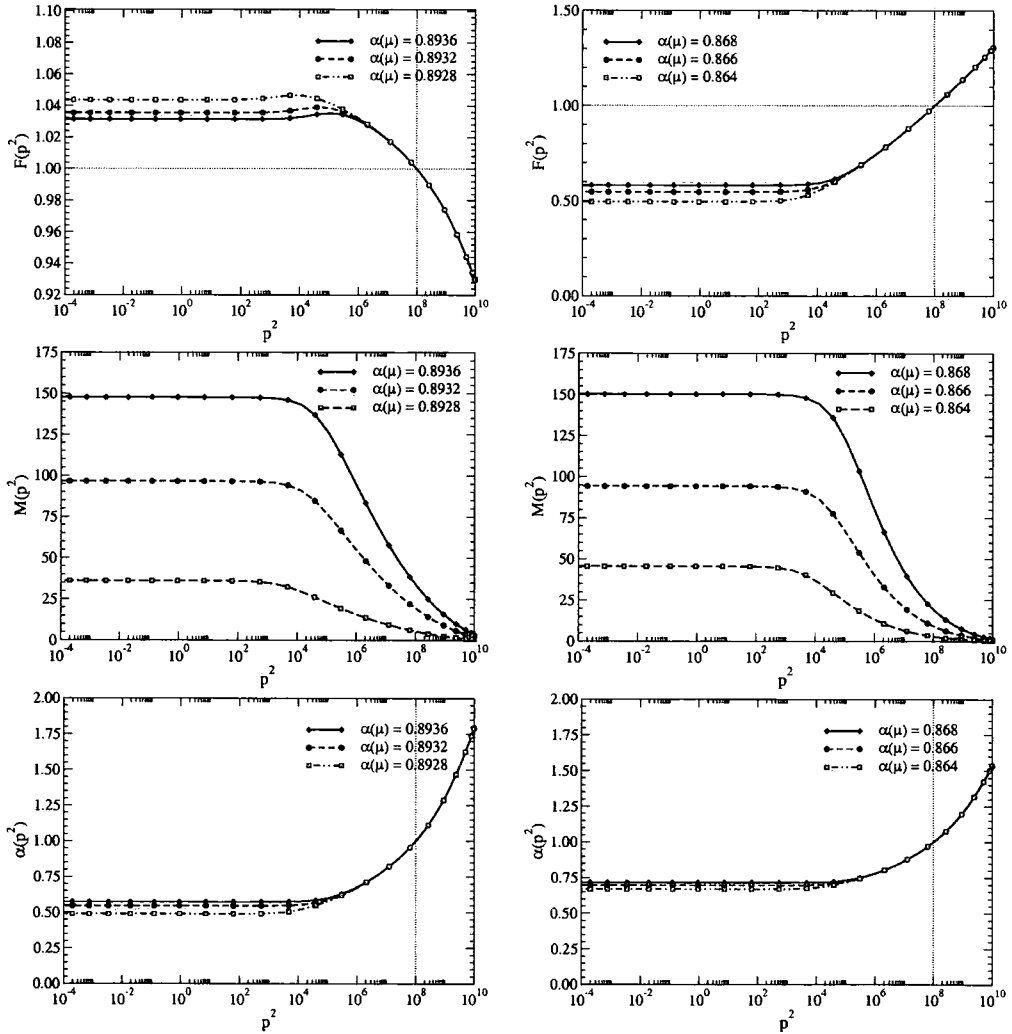 1.10
1.08
1.06
1.04
1.02
1.00
0.98
0.96
0.94
0.92
F(p²)
α(μ) = 0.8936
α(μ) = 0.8932
α(μ) = 0.8928
10⁻⁴ 10⁻² 10⁰ 10² 10⁴ 10⁶ 10⁸ 10¹⁰
p²
1.50
1.00
0.50
0.00
F(p²)
α(μ) = 0.868
α(μ) = 0.866
α(μ) = 0.864
10⁻⁴ 10⁻² 10⁰ 10² 10⁴ 10⁶ 10⁸ 10¹⁰
p²
175
150
125
100
75
50
25
0
M(p²)
α(μ) = 0.8936
α(μ) = 0.8932
α(μ) = 0.8928
10⁻⁴ 10⁻² 10⁰ 10² 10⁴ 10⁶ 10⁸ 10¹⁰
p²
175
150
125
100
75
50
25
0
M(p²)
α(μ) = 0.868
α(μ) = 0.866
α(μ) = 0.864
10⁻⁴ 10⁻² 10⁰ 10² 10⁴ 10⁶ 10⁸ 10¹⁰
p²
2.00
1.75
1.50
1.25
1.00
0.75
0.50
0.25
0.00
α(p²)
α(μ) = 0.8936
α(μ) = 0.8932
α(μ) = 0.8928
10⁻⁴ 10⁻² 10⁰ 10² 10⁴ 10⁶ 10⁸ 10¹⁰
p²
2.00
1.75
1.50
1.25
1.00
0.75
0.50
0.25
0.00
α(p²)
α(μ) = 0.868
α(μ) = 0.866
α(μ) = 0.864
10⁻⁴ 10⁻² 10⁰ 10² 10⁴ 10⁶ 10⁸ 10¹⁰
p²